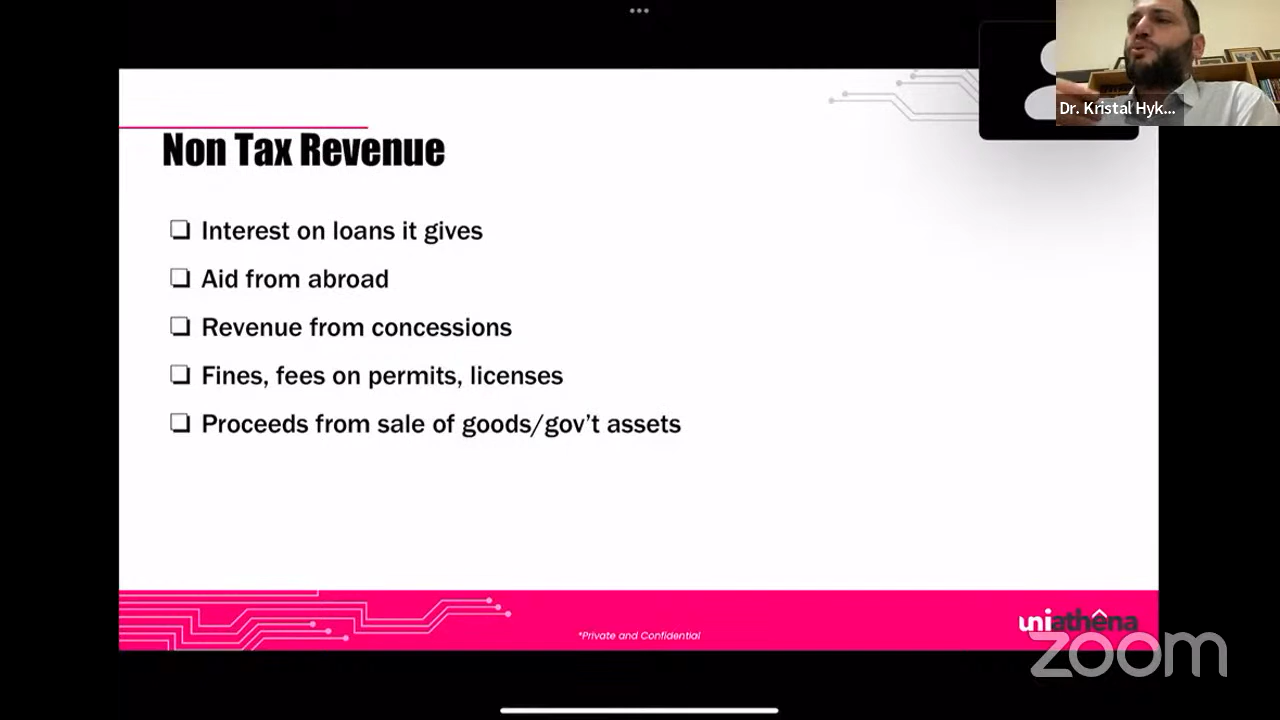 Dr. Kristal Hyk...
Non Tax Revenue
Interest on loans it gives
Aid from abroad
Revenue from concessions
Fines, fees on permits, licenses
Proceeds from sale of goods/gov't assets
*Private and Confidential
uniathena
zoom